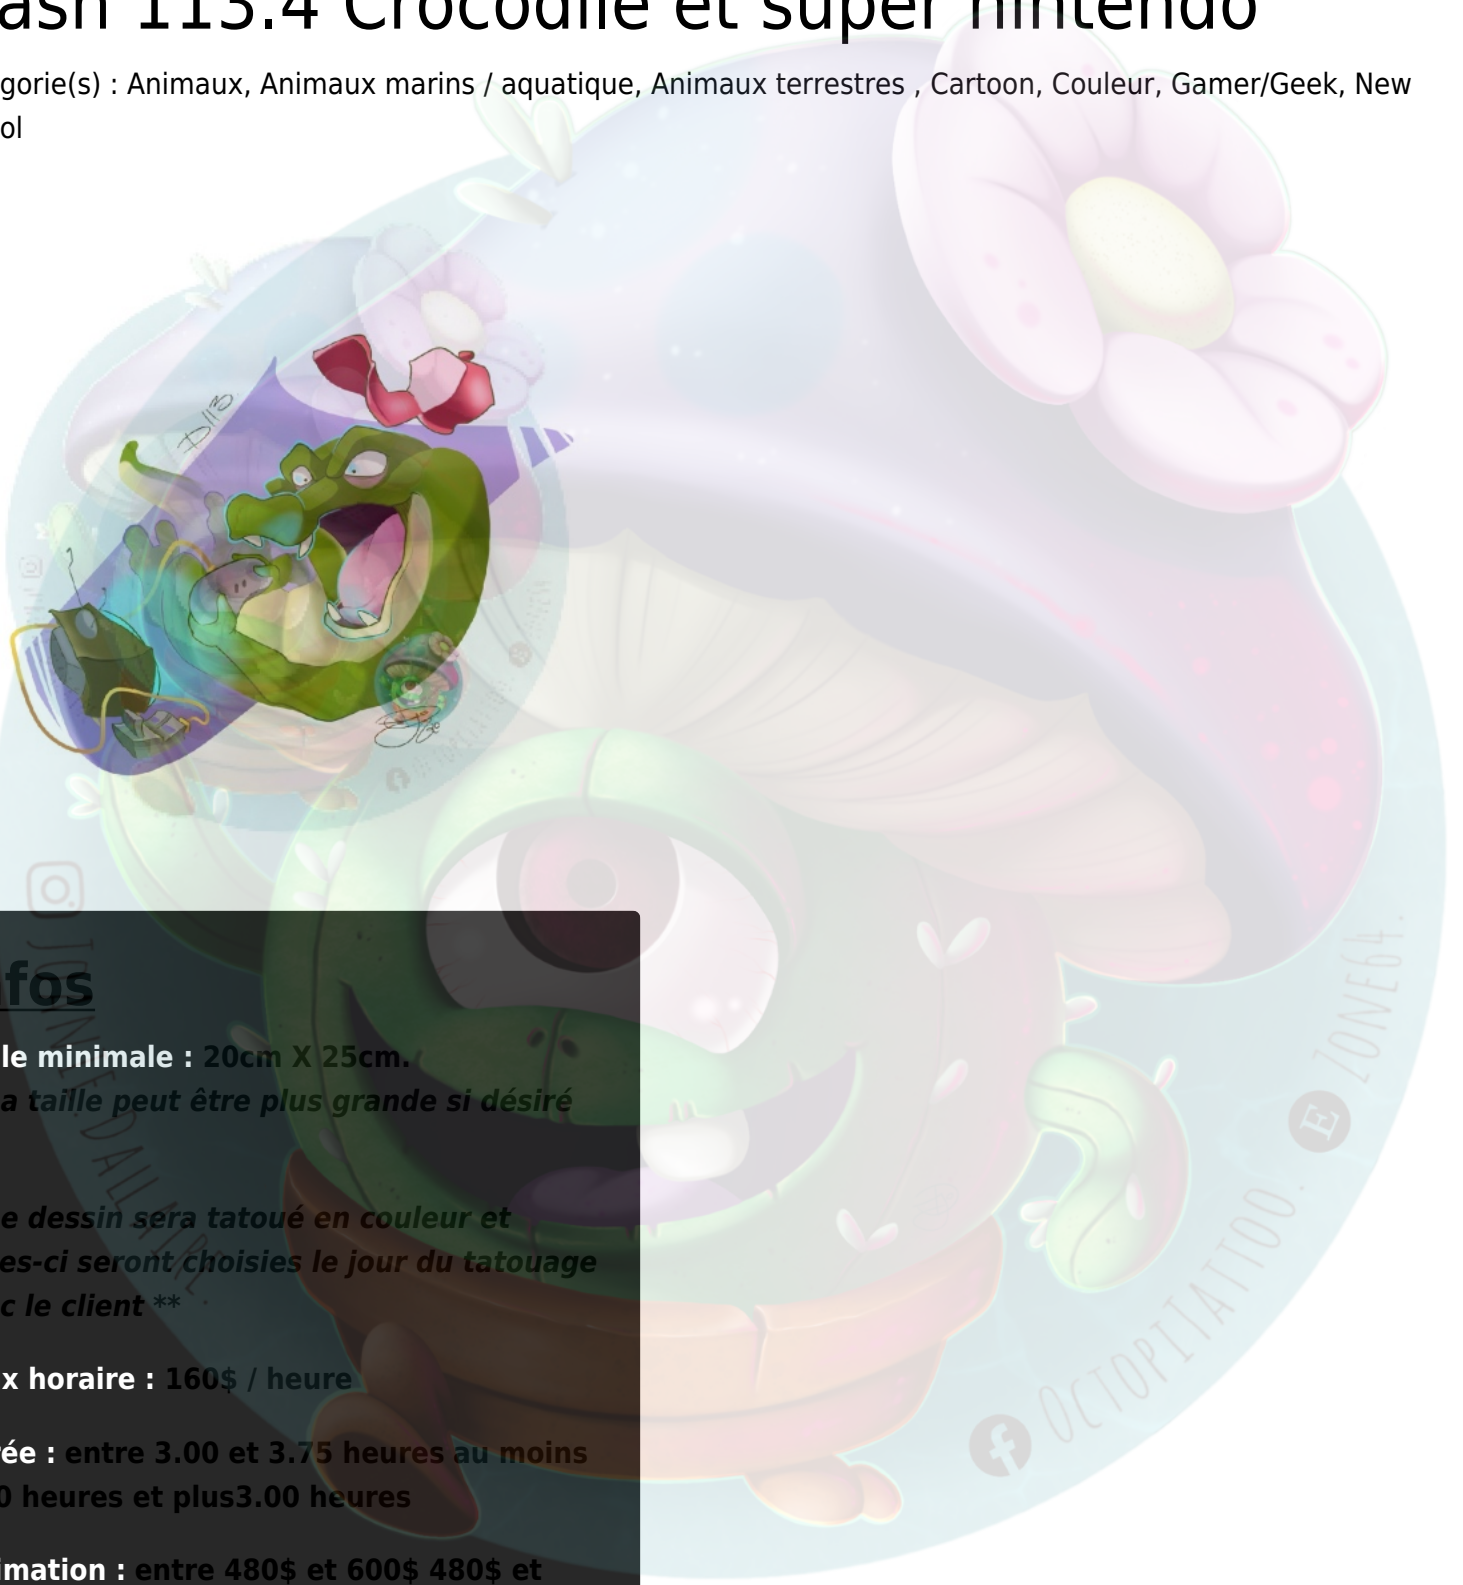 ash 113.4 Crocodile et super nintendo
gorie(s) : Animaux, Animaux marins / aquatique, Animaux terrestres , Cartoon, Couleur, Gamer/Geek, New
ol
D113
fos
le minimale : 20cm X 25cm.
a taille peut être plus grande si désiré
e dessin sera tatoué en couleur et
es-ci seront choisies le jour du tatouage
c le client **
x horaire : 160$ / heure
ée : entre 3.00 et 3.75 heures au moins
0 heures et plus3.00 heures
imation : entre 480$ et 600$ 480$ et
JOANNEE.DALLAIRE.
OCTOPITATTOO.
E ZONE64.